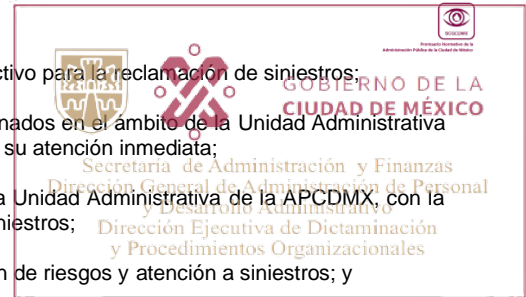 SGSCDMX
Prontuario Normativo de la
Administración Pública de la Ciudad de México
GOBIERNO DE LA
CIUDAD DE MÉXICO
ctivo para la reclamación de siniestros;
nados en el ámbito de la Unidad Administrativa
su atención inmediata;
Secretaría de Administración y Finanzas
Dirección General de Administración de Personal
y Desarrollo Administrativo
Dirección Ejecutiva de Dictaminación
y Procedimientos Organizacionales
a Unidad Administrativa de la APCDMX, con la
niestros;
n de riesgos y atención a siniestros; y